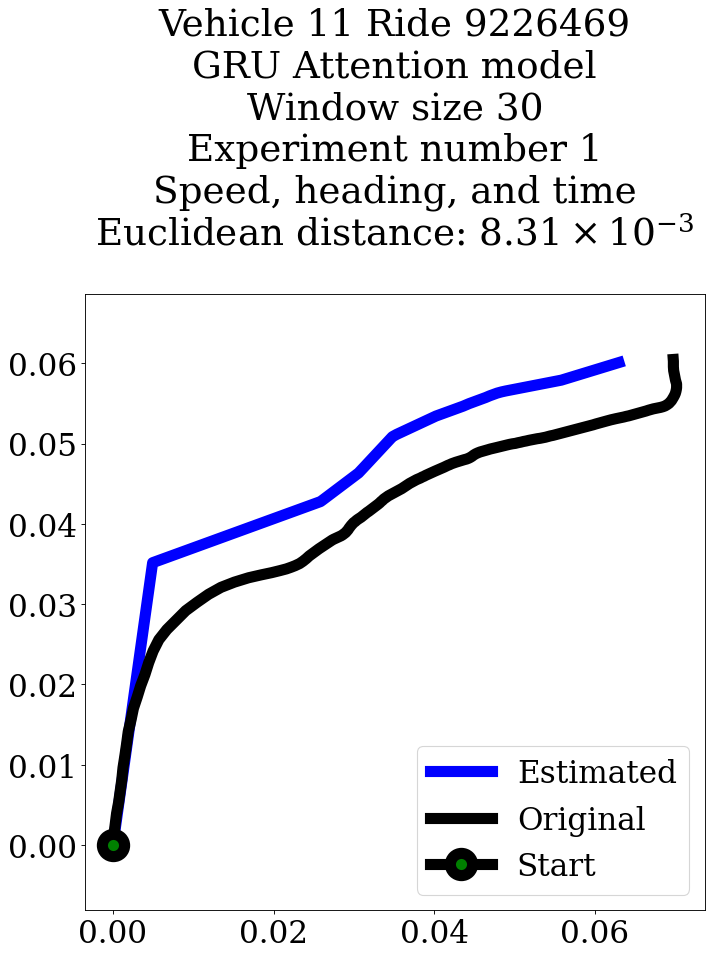 Vehicle 11 Ride 9226469
GRU Attention model
Window size 30
Experiment number 1
Speed, heading, and time
Euclidean distance: 8.31 × 10⁻³
0.06
0.05
0.04
0.03
0.02
0.01
0.00
Estimated
Original
Start
0.00 0.02 0.04 0.06